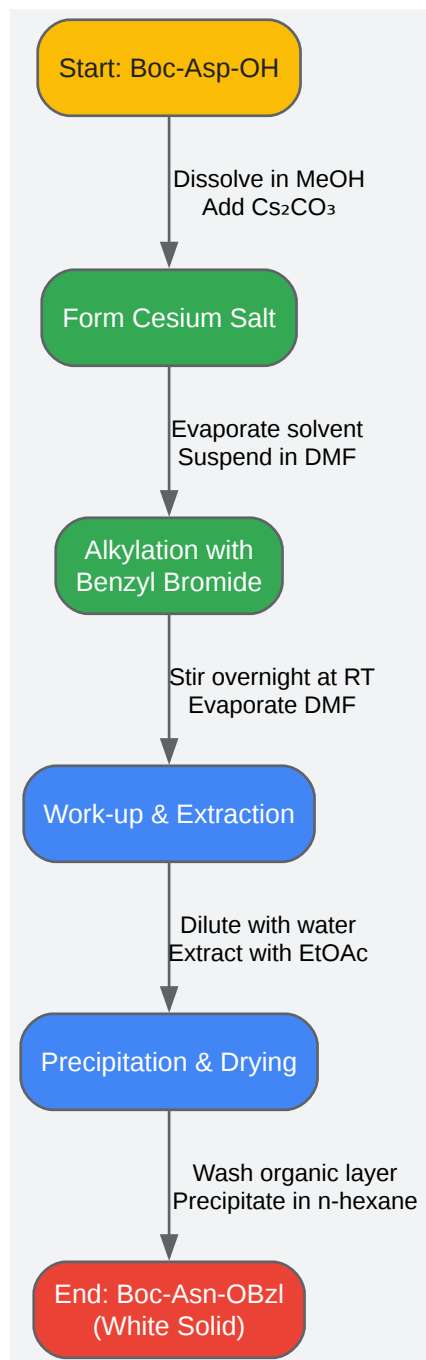 Start: Boc-Asp-OH
Dissolve in MeOH
Add Cs₂CO₃
Form Cesium Salt
Evaporate solvent
Suspend in DMF
Alkylation with
Benzyl Bromide
Stir overnight at RT
Evaporate DMF
Work-up & Extraction
Dilute with water
Extract with EtOAc
Precipitation & Drying
Wash organic layer
Precipitate in n-hexane
End: Boc-Asn-OBzl
(White Solid)